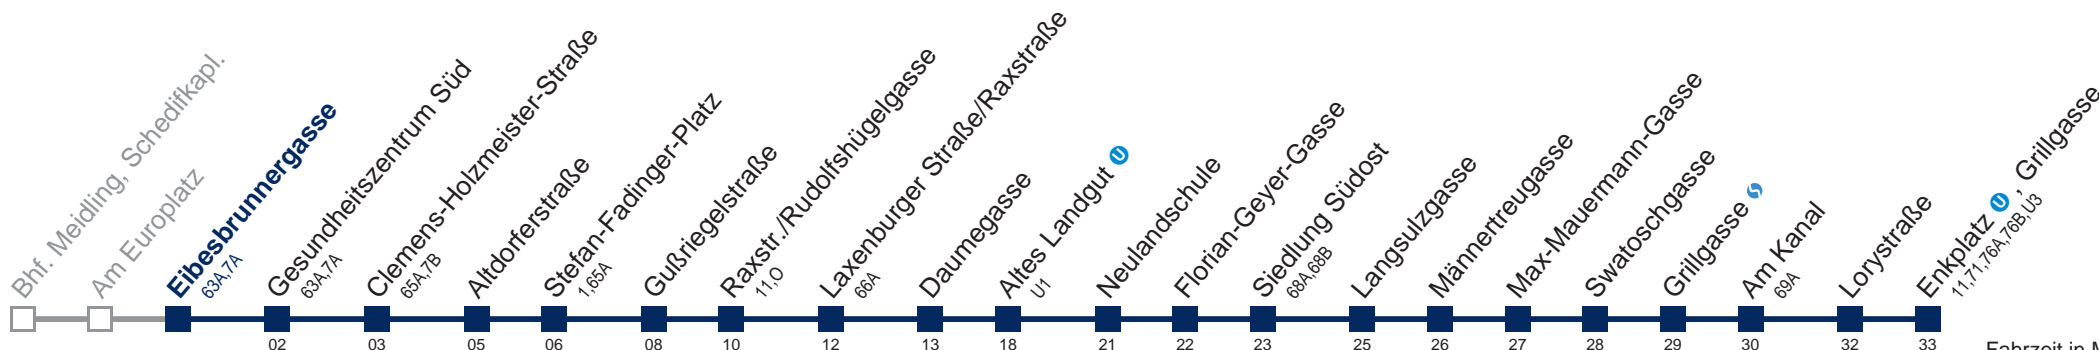 Bhf. Meidling, Schedifkapl.
Am Europlatz
Eibesbrunnergasse
63A,7A
Gesundheitszentrum Süd
63A,7A
Clemens-Holzmeister-Straße
65A,7B
Altdorferstraße
Stefan-Fadinger-Platz
1,65A
Gußriegelstraße
Raxstr./Rudolfshügelgasse
11,O
Laxenburger Straße/Raxstraße
66A
Daumegasse
Altes Landgut U
U1
Neulandschule
Florian-Geyer-Gasse
Siedlung Südost
68A,68B
Langsulzgasse
Männertreugasse
Max-Mauermann-Gasse
Swatoschgasse
Grillgasse S
Am Kanal
69A
Lorystraße
Enkplatz U , Grillgasse
11,71,76A,76B,U3
02 03 05 06 08 10 12 13 18 21 22 23 25 26 27 28 29 30 32 33
Fahrzeit in M